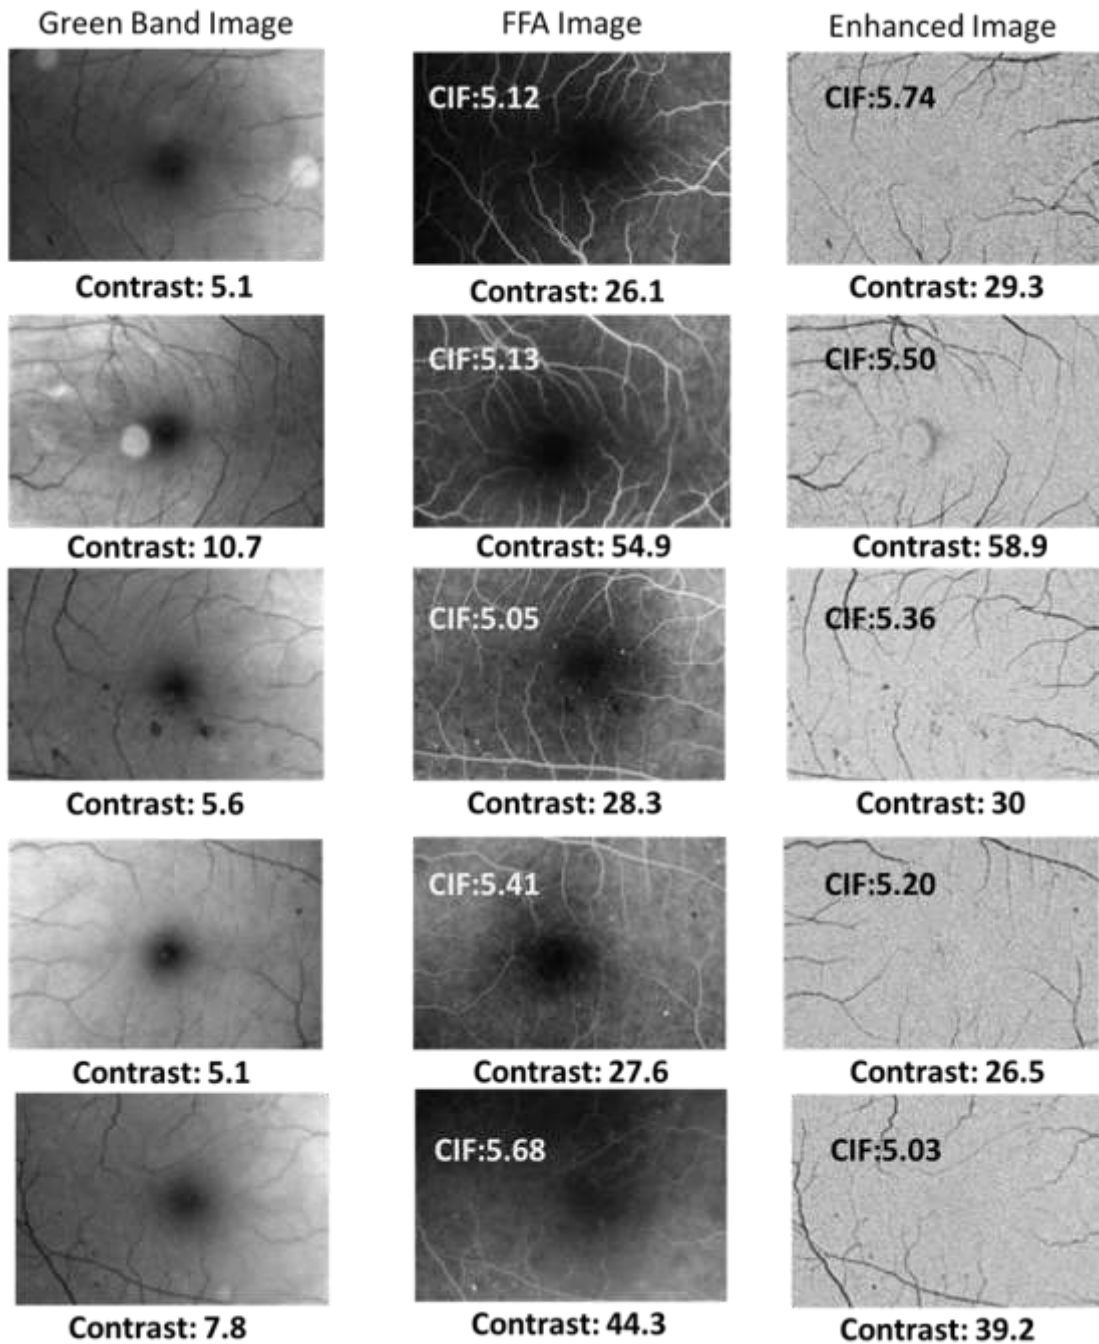 Green Band Image FFA Image Enhanced Image
CIF:5.12 CIF:5.74
Contrast: 5.1 Contrast: 26.1 Contrast: 29.3
CIF:5.13 CIF:5.50
Contrast: 10.7 Contrast: 54.9 Contrast: 58.9
CIF:5.05 CIF:5.36
Contrast: 5.6 Contrast: 28.3 Contrast: 30
CIF:5.41 CIF:5.20
Contrast: 5.1 Contrast: 27.6 Contrast: 26.5
CIF:5.68 CIF:5.03
Contrast: 7.8 Contrast: 44.3 Contrast: 39.2